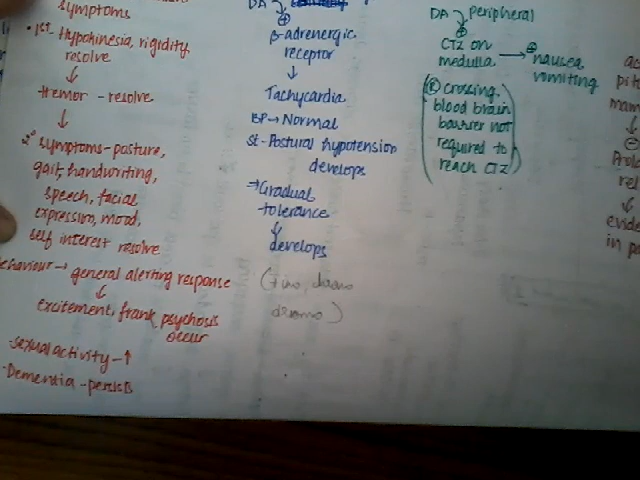 symptoms
• 1st Hypokinesia, rigidity
resolve
↓
tremor - resolve
↓
2° symptoms - posture,
gait, handwriting,
speech, facial
expression, mood,
self interest resolve
behaviour → general alerting response
↓
excitement, frank psychosis
occur
• sexual activity - ↑
• Dementia -
DA
⊕
β-adrenergic
receptor
↓
Tachycardia
BP → Normal
st - Postural hypotension
develops
→ Gradual
tolerance
↓
develops
DA peripheral
⊕
CTZ on
medulla ⊕→ nausea
vomiting
crossing
blood brain
barrier not
required to
reach CTZ
↓
⊖
↓
in